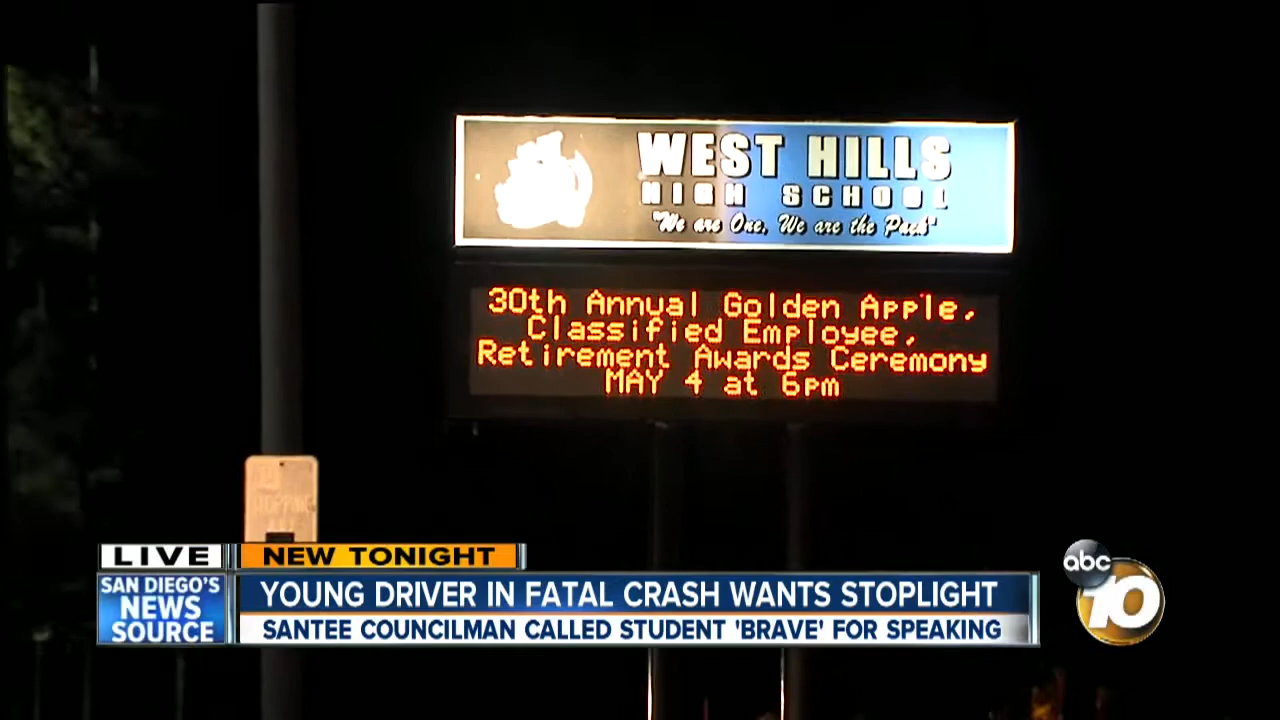 WEST HILLS
HIGH SCHOOL
"We are One, We are the Pack"
30th Annual Golden Apple,
Classified Employee,
Retirement Awards Ceremony
MAY 4 at 6pm
LIVE
NEW TONIGHT
SAN DIEGO'S
NEWS
SOURCE
YOUNG DRIVER IN FATAL CRASH WANTS STOPLIGHT
SANTEE COUNCILMAN CALLED STUDENT 'BRAVE' FOR SPEAKING
abc
10